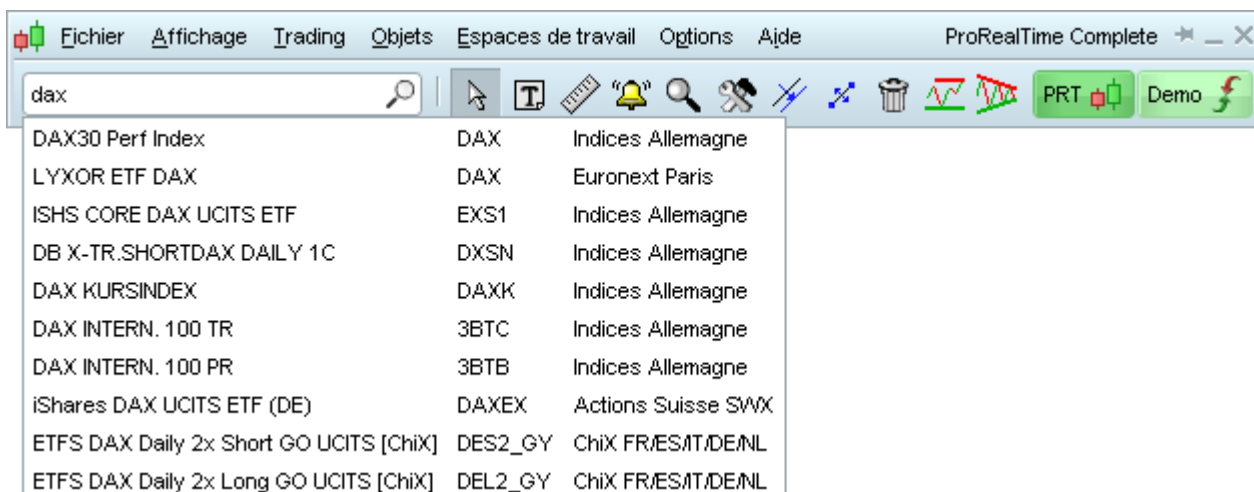 Fichier Affichage Trading Objets Espaces de travail Options Aide ProRealTime Complete
dax T PRT Demo
DAX30 Perf Index DAX Indices Allemagne
LYXOR ETF DAX DAX Euronext Paris
ISHS CORE DAX UCITS ETF EXS1 Indices Allemagne
DB X-TR.SHORTDAX DAILY 1C DXSN Indices Allemagne
DAX KURSINDEX DAXK Indices Allemagne
DAX INTERN. 100 TR 3BTC Indices Allemagne
DAX INTERN. 100 PR 3BTB Indices Allemagne
iShares DAX UCITS ETF (DE) DAXEX Actions Suisse SWX
ETFS DAX Daily 2x Short GO UCITS [ChiX] DES2_GY ChiX FR/ES/IT/DE/NL
ETFS DAX Daily 2x Long GO UCITS [ChiX] DEL2_GY ChiX FR/ES/IT/DE/NL